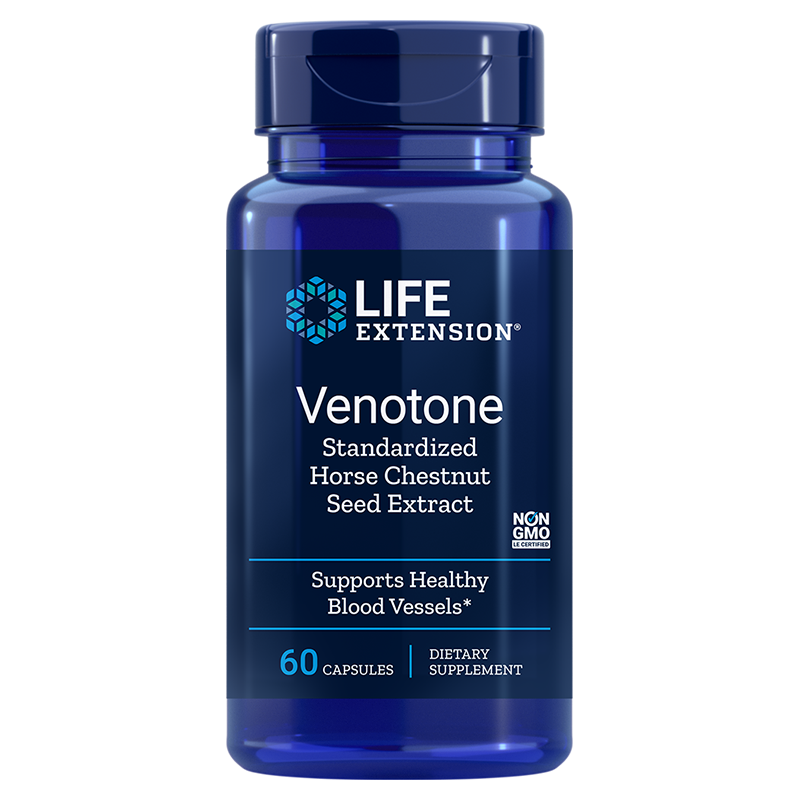 LIFE
EXTENSION®
Venotone
Standardized
Horse Chestnut
Seed Extract
NON
GMO
LE CERTIFIED
Supports Healthy
Blood Vessels*
60 CAPSULES
DIETARY
SUPPLEMENT